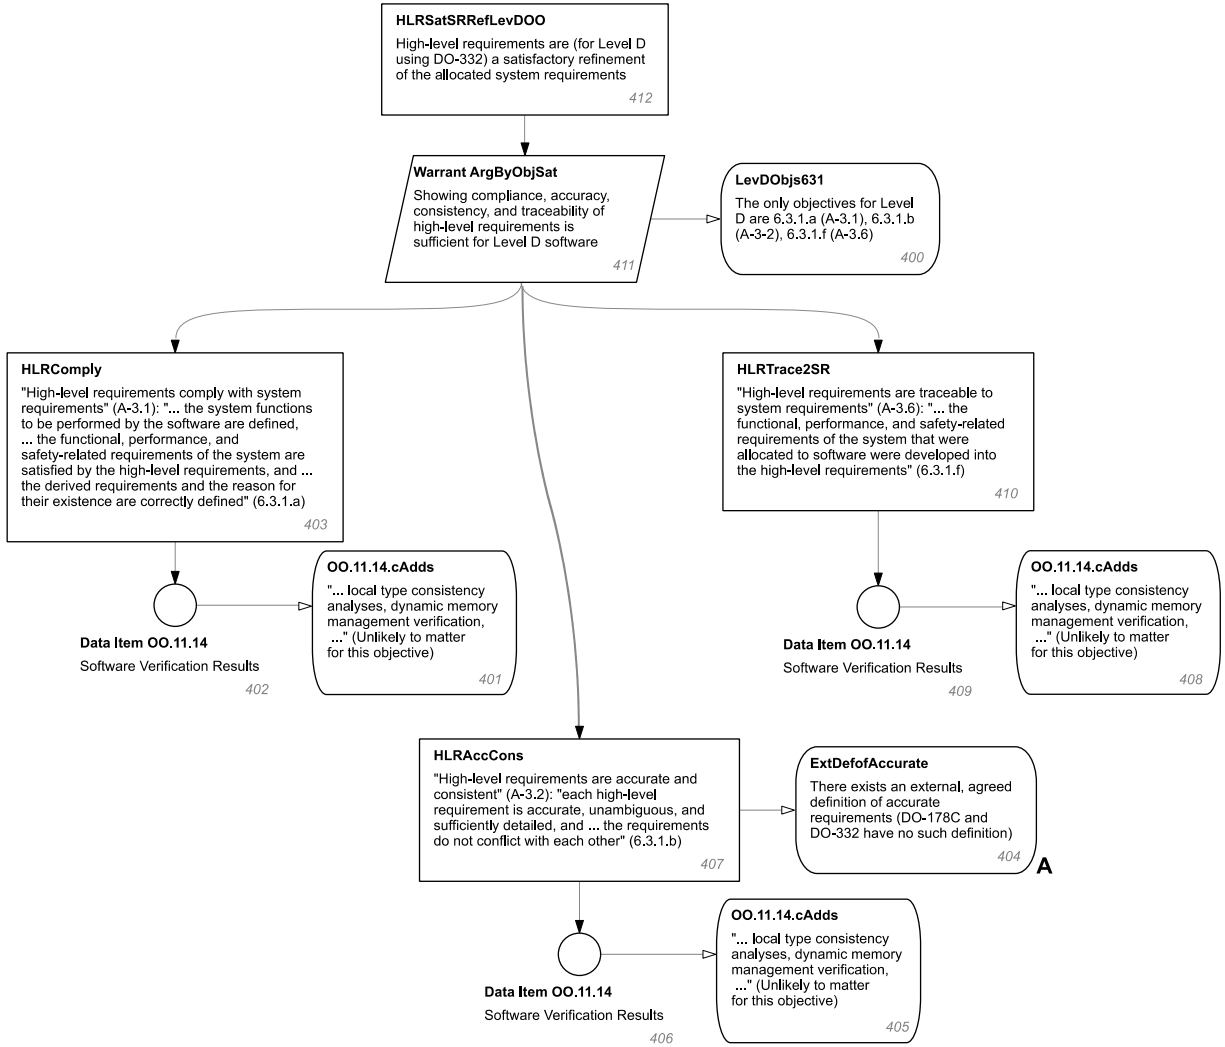 HLRSatSRRefLevDOO
High-level requirements are (for Level D
using DO-332) a satisfactory refinement
of the allocated system requirements
412
Warrant ArgByObjSat
Showing compliance, accuracy,
consistency, and traceability of
high-level requirements is
sufficient for Level D software
411
LevDObjs631
The only objectives for Level
D are 6.3.1.a (A-3.1), 6.3.1.b
(A-3-2), 6.3.1.f (A-3.6)
400
HLRComply
"High-level requirements comply with system
requirements" (A-3.1): "... the system functions
to be performed by the software are defined,
... the functional, performance, and
safety-related requirements of the system are
satisfied by the high-level requirements, and ...
the derived requirements and the reason for
their existence are correctly defined" (6.3.1.a)
403
HLRTrace2SR
"High-level requirements are traceable to
system requirements" (A-3.6): "... the
functional, performance, and safety-related
requirements of the system that were
allocated to software were developed into
the high-level requirements" (6.3.1.f)
410
Data Item OO.11.14
Software Verification Results
402
OO.11.14.cAdds
"... local type consistency
analyses, dynamic memory
management verification,
..." (Unlikely to matter
for this objective)
401
Data Item OO.11.14
Software Verification Results
409
OO.11.14.cAdds
"... local type consistency
analyses, dynamic memory
management verification,
..." (Unlikely to matter
for this objective)
408
HLRAccCons
"High-level requirements are accurate and
consistent" (A-3.2): "each high-level
requirement is accurate, unambiguous, and
sufficiently detailed, and ... the requirements
do not conflict with each other" (6.3.1.b)
407
ExtDefofAccurate
There exists an external, agreed
definition of accurate
requirements (DO-178C and
DO-332 have no such definition)
404
A
Data Item OO.11.14
Software Verification Results
406
OO.11.14.cAdds
"... local type consistency
analyses, dynamic memory
management verification,
..." (Unlikely to matter
for this objective)
405